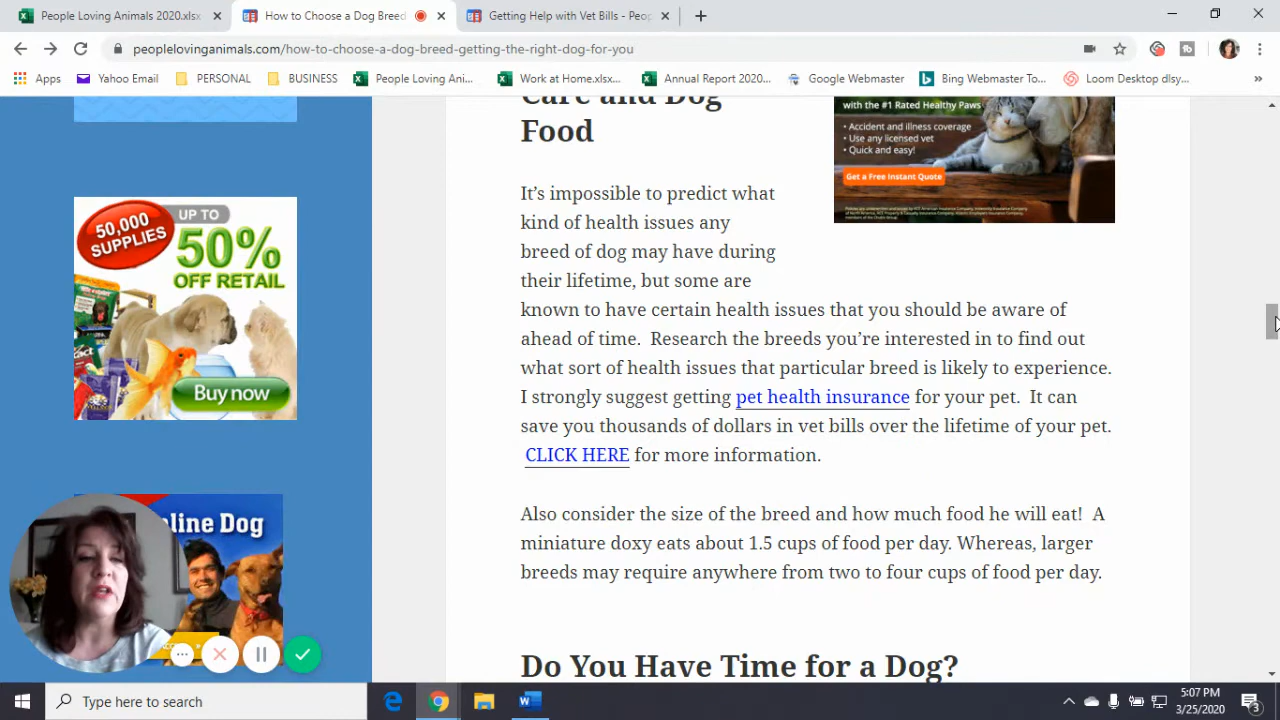 People Loving Animals 2020.xlsx
How to Choose a Dog Breed
Getting Help with Vet Bills - Peop
peoplelovinganimals.com/how-to-choose-a-dog-breed-getting-the-right-dog-for-you
Apps
Yahoo Email
PERSONAL
BUSINESS
People Loving Ani...
Work at Home.xlsx...
Annual Report 2020...
Google Webmaster
Bing Webmaster To...
Loom Desktop dlsy...
Care and Dog
Food
with the #1 Rated Healthy Paws
• Accident and illness coverage
• Use any licensed vet
• Quick and easy!
Get a Free Instant Quote
50,000
SUPPLIES
UP TO
50%
OFF RETAIL
Buy now
It's impossible to predict what
kind of health issues any
breed of dog may have during
their lifetime, but some are
known to have certain health issues that you should be aware of
ahead of time. Research the breeds you're interested in to find out
what sort of health issues that particular breed is likely to experience.
I strongly suggest getting pet health insurance for your pet. It can
save you thousands of dollars in vet bills over the lifetime of your pet.
CLICK HERE for more information.
line Dog
Also consider the size of the breed and how much food he will eat! A
miniature doxy eats about 1.5 cups of food per day. Whereas, larger
breeds may require anywhere from two to four cups of food per day.
Do You Have Time for a Dog?
Type here to search
5:07 PM
3/25/2020
3